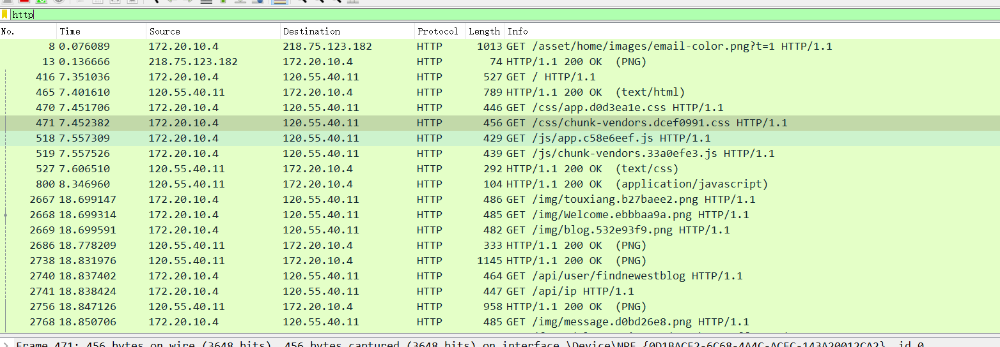 http
No. Time Source Destination Protocol Length Info
8 0.076089 172.20.10.4 218.75.123.182 HTTP 1013 GET /asset/home/images/email-color.png?t=1 HTTP/1.1
13 0.136666 218.75.123.182 172.20.10.4 HTTP 74 HTTP/1.1 200 OK (PNG)
416 7.351036 172.20.10.4 120.55.40.11 HTTP 527 GET / HTTP/1.1
465 7.401610 120.55.40.11 172.20.10.4 HTTP 789 HTTP/1.1 200 OK (text/html)
470 7.451706 172.20.10.4 120.55.40.11 HTTP 446 GET /css/app.d0d3ea1e.css HTTP/1.1
471 7.452382 172.20.10.4 120.55.40.11 HTTP 456 GET /css/chunk-vendors.dcef0991.css HTTP/1.1
518 7.557309 172.20.10.4 120.55.40.11 HTTP 429 GET /js/app.c58e6eef.js HTTP/1.1
519 7.557526 172.20.10.4 120.55.40.11 HTTP 439 GET /js/chunk-vendors.33a0efe3.js HTTP/1.1
527 7.606510 120.55.40.11 172.20.10.4 HTTP 292 HTTP/1.1 200 OK (text/css)
800 8.346960 120.55.40.11 172.20.10.4 HTTP 104 HTTP/1.1 200 OK (application/javascript)
2667 18.699147 172.20.10.4 120.55.40.11 HTTP 486 GET /img/touxiang.b27baee2.png HTTP/1.1
2668 18.699314 172.20.10.4 120.55.40.11 HTTP 485 GET /img/Welcome.ebbbaa9a.png HTTP/1.1
2669 18.699591 172.20.10.4 120.55.40.11 HTTP 482 GET /img/blog.532e93f9.png HTTP/1.1
2686 18.778209 120.55.40.11 172.20.10.4 HTTP 333 HTTP/1.1 200 OK (PNG)
2738 18.831976 120.55.40.11 172.20.10.4 HTTP 1145 HTTP/1.1 200 OK (PNG)
2740 18.837402 172.20.10.4 120.55.40.11 HTTP 464 GET /api/user/findnewestblog HTTP/1.1
2741 18.838424 172.20.10.4 120.55.40.11 HTTP 447 GET /api/ip HTTP/1.1
2756 18.847126 120.55.40.11 172.20.10.4 HTTP 958 HTTP/1.1 200 OK (PNG)
2768 18.850706 172.20.10.4 120.55.40.11 HTTP 485 GET /img/message.d0bd26e8.png HTTP/1.1
Frame 471: 456 bytes on wire (3648 bits), 456 bytes captured (3648 bits) on interface \Device\NPF_{0D1BACE2-6C68-4A4C-ACEC-143A20012CA2}, id 0